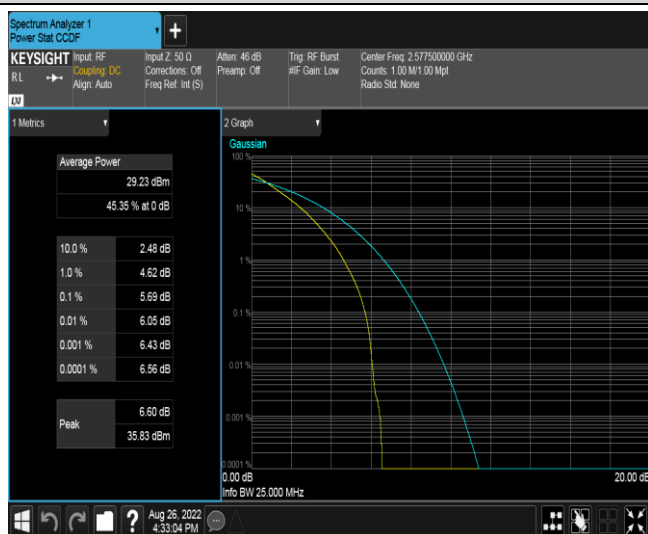 Spectrum Analyzer 1
Power Stat CCDF
+
KEYSIGHT
RL
LXI
Input: RF
Coupling: DC
Align: Auto
Input Z: 50 Ω
Corrections: Off
Freq Ref: Int (S)
Atten: 46 dB
Preamp: Off
Trig: RF Burst
#IF Gain: Low
Center Freq: 2.577500000 GHz
Counts: 1.00 M/1.00 Mpt
Radio Std: None
1 Metrics
Average Power
29.23 dBm
45.35 % at 0 dB
10.0 % 2.48 dB
1.0 % 4.62 dB
0.1 % 5.69 dB
0.01 % 6.05 dB
0.001 % 6.43 dB
0.0001 % 6.56 dB
Peak
6.60 dB
35.83 dBm
2 Graph
Gaussian
100 %
10 %
1 %
0.1 %
0.01 %
0.001 %
0.0001 %
0.00 dB
20.00 dB
Info BW 25.000 MHz
?
Aug 26, 2022
4:33:04 PM